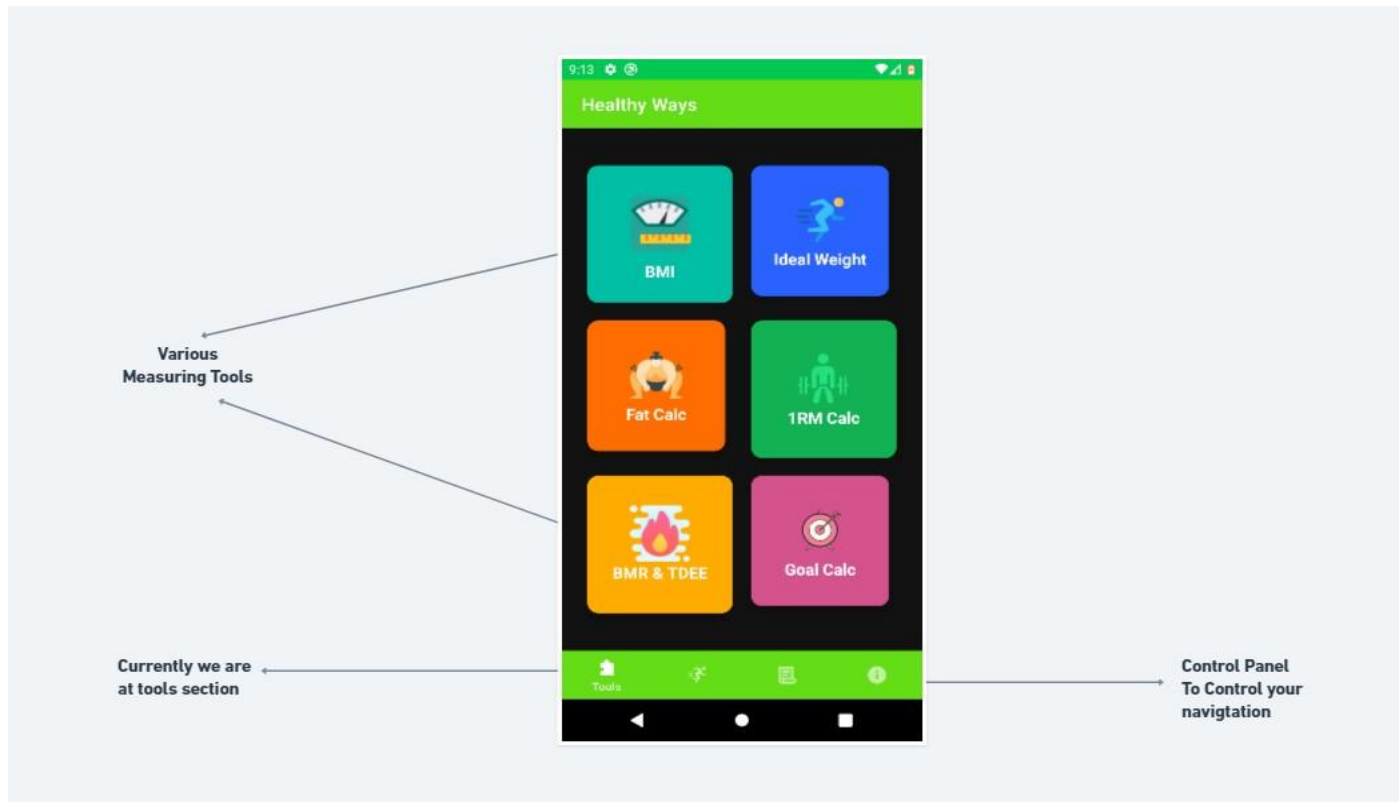 9:13
Healthy Ways
BMI
Ideal Weight
Various
Measuring Tools
Fat Calc
1RM Calc
BMR & TDEE
Goal Calc
Currently we are
at tools section
Tools
Control Panel
To Control your
navigtation